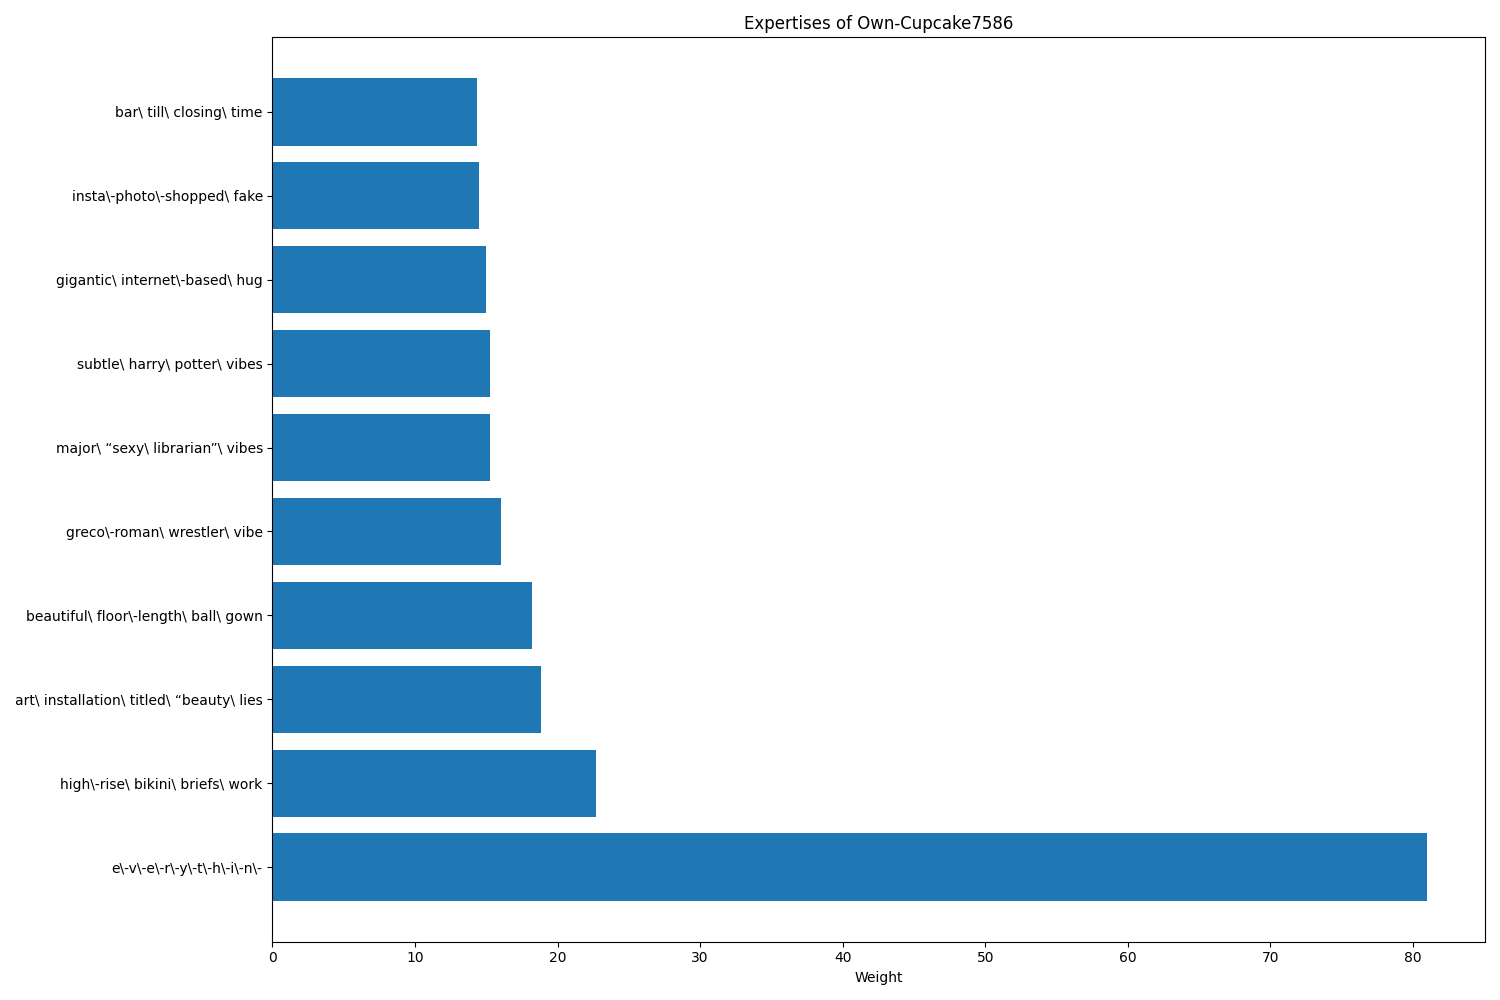 Expertises of Own-Cupcake7586
bar\ till\ closing\ time
insta\-photo\-shopped\ fake
gigantic\ internet\-based\ hug
subtle\ harry\ potter\ vibes
major\ “sexy\ librarian”\ vibes
greco\-roman\ wrestler\ vibe
beautiful\ floor\-length\ ball\ gown
art\ installation\ titled\ “beauty\ lies
high\-rise\ bikini\ briefs\ work
e\-v\-e\-r\-y\-t\-h\-i\-n\-
0 10 20 30 40 50 60 70 80
Weight